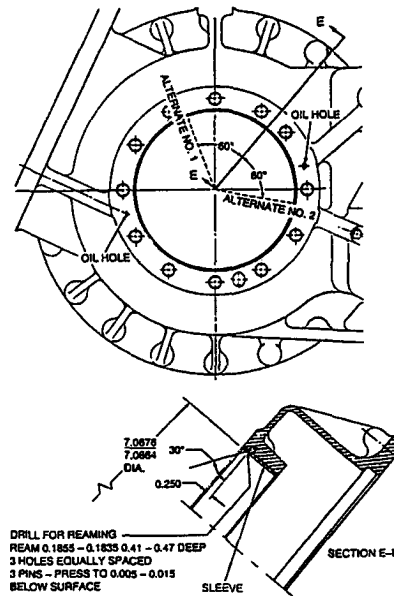 E
ALTERNATE NO. 1
OIL HOLE
60°
E
60°
ALTERNATE NO. 2
OIL HOLE
7.0676
7.0664
DIA.
30°
0.250
DRILL FOR REAMING
REAM 0.1855 - 0.1835 0.41 - 0.47 DEEP
3 HOLES EQUALLY SPACED
3 PINS - PRESS TO 0.005 - 0.015
BELOW SURFACE
SLEEVE
SECTION E-E